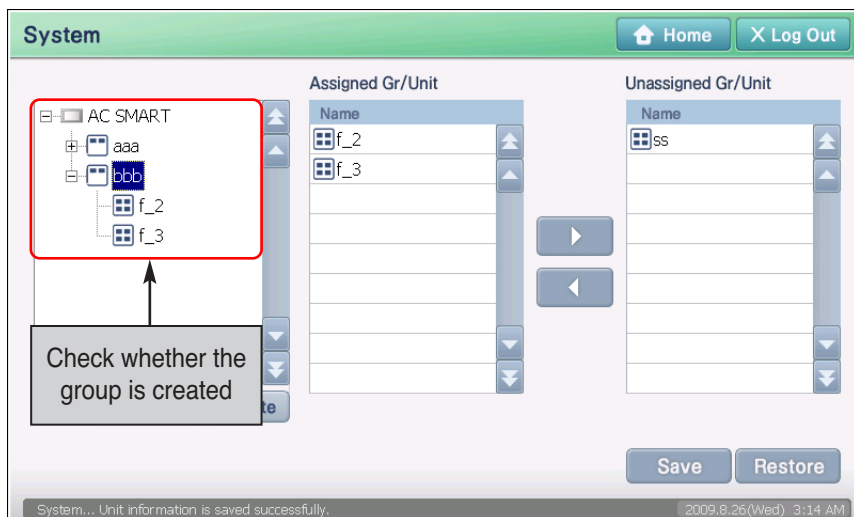 System
Home
X Log Out
AC SMART
aaa
bbb
f_2
f_3
Check whether the
group is created
te
Assigned Gr/Unit
Name
f_2
f_3
Unassigned Gr/Unit
Name
ss
Save
Restore
System... Unit information is saved successfully.
2009.8.26(Wed) 3:14 AM